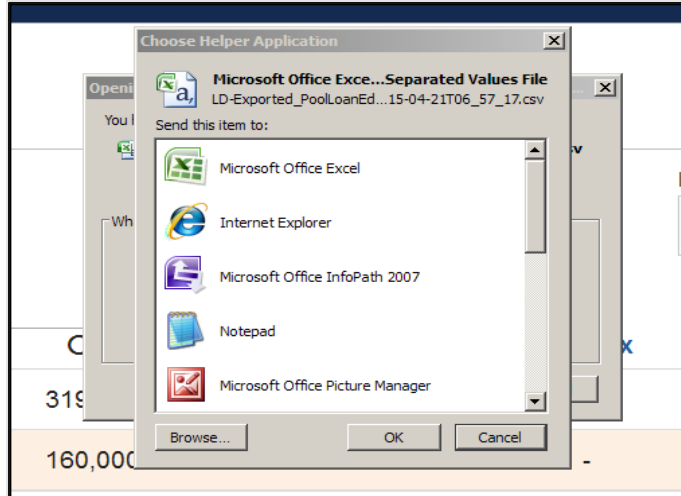 Choose Helper Application
Microsoft Office Exce...Separated Values File
LD-Exported_PoolLoanEd...15-04-21T06_57_17.csv
Send this item to:
Microsoft Office Excel
Internet Explorer
Microsoft Office InfoPath 2007
Notepad
Microsoft Office Picture Manager
Browse...
OK
Cancel
Openi
You
Wh
v
x
319
160,000
-